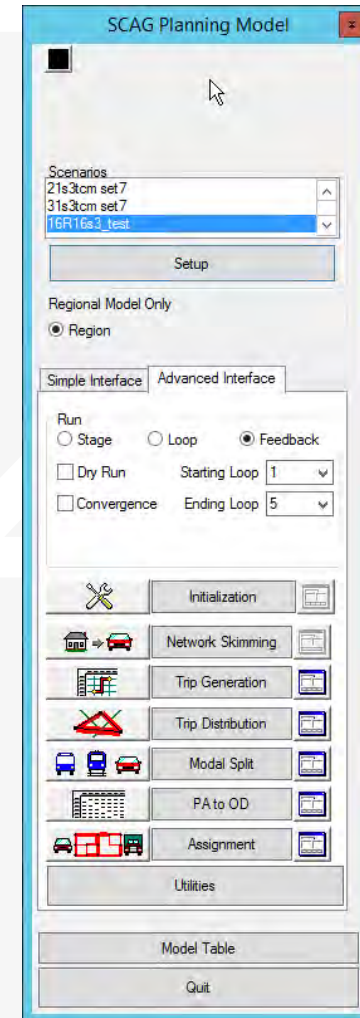 SCAG Planning Model
Scenarios
21s3tcm set7
31s3tcm set7
16R16s3_test
Setup
Regional Model Only
Region
Simple Interface Advanced Interface
Run
Stage Loop Feedback
Dry Run Starting Loop 1
Convergence Ending Loop 5
Initialization
Network Skimming
Trip Generation
Trip Distribution
Modal Split
PA to OD
Assignment
Utilities
Model Table
Quit